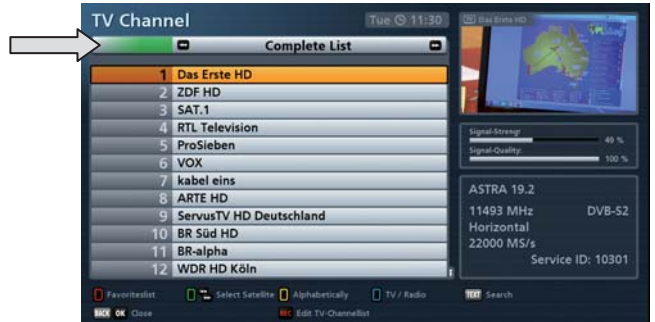 TV Channel
Tue 11:30
Das Erste HD
Complete List
1 Das Erste HD
2 ZDF HD
3 SAT.1
4 RTL Television
5 ProSieben
6 VOX
7 kabel eins
8 ARTE HD
9 ServusTV HD Deutschland
10 BR Süd HD
11 BR-alpha
12 WDR HD Köln
Signal-Streng:
49 %
Signal-Quality:
100 %
ASTRA 19.2
11493 MHz DVB-S2
Horizontal
22000 MS/s
Service ID: 10301
Favoriteslist Select Satellite Alphabetically TV / Radio TEXT Search
BACK OK Close REC Edit TV-Channellist